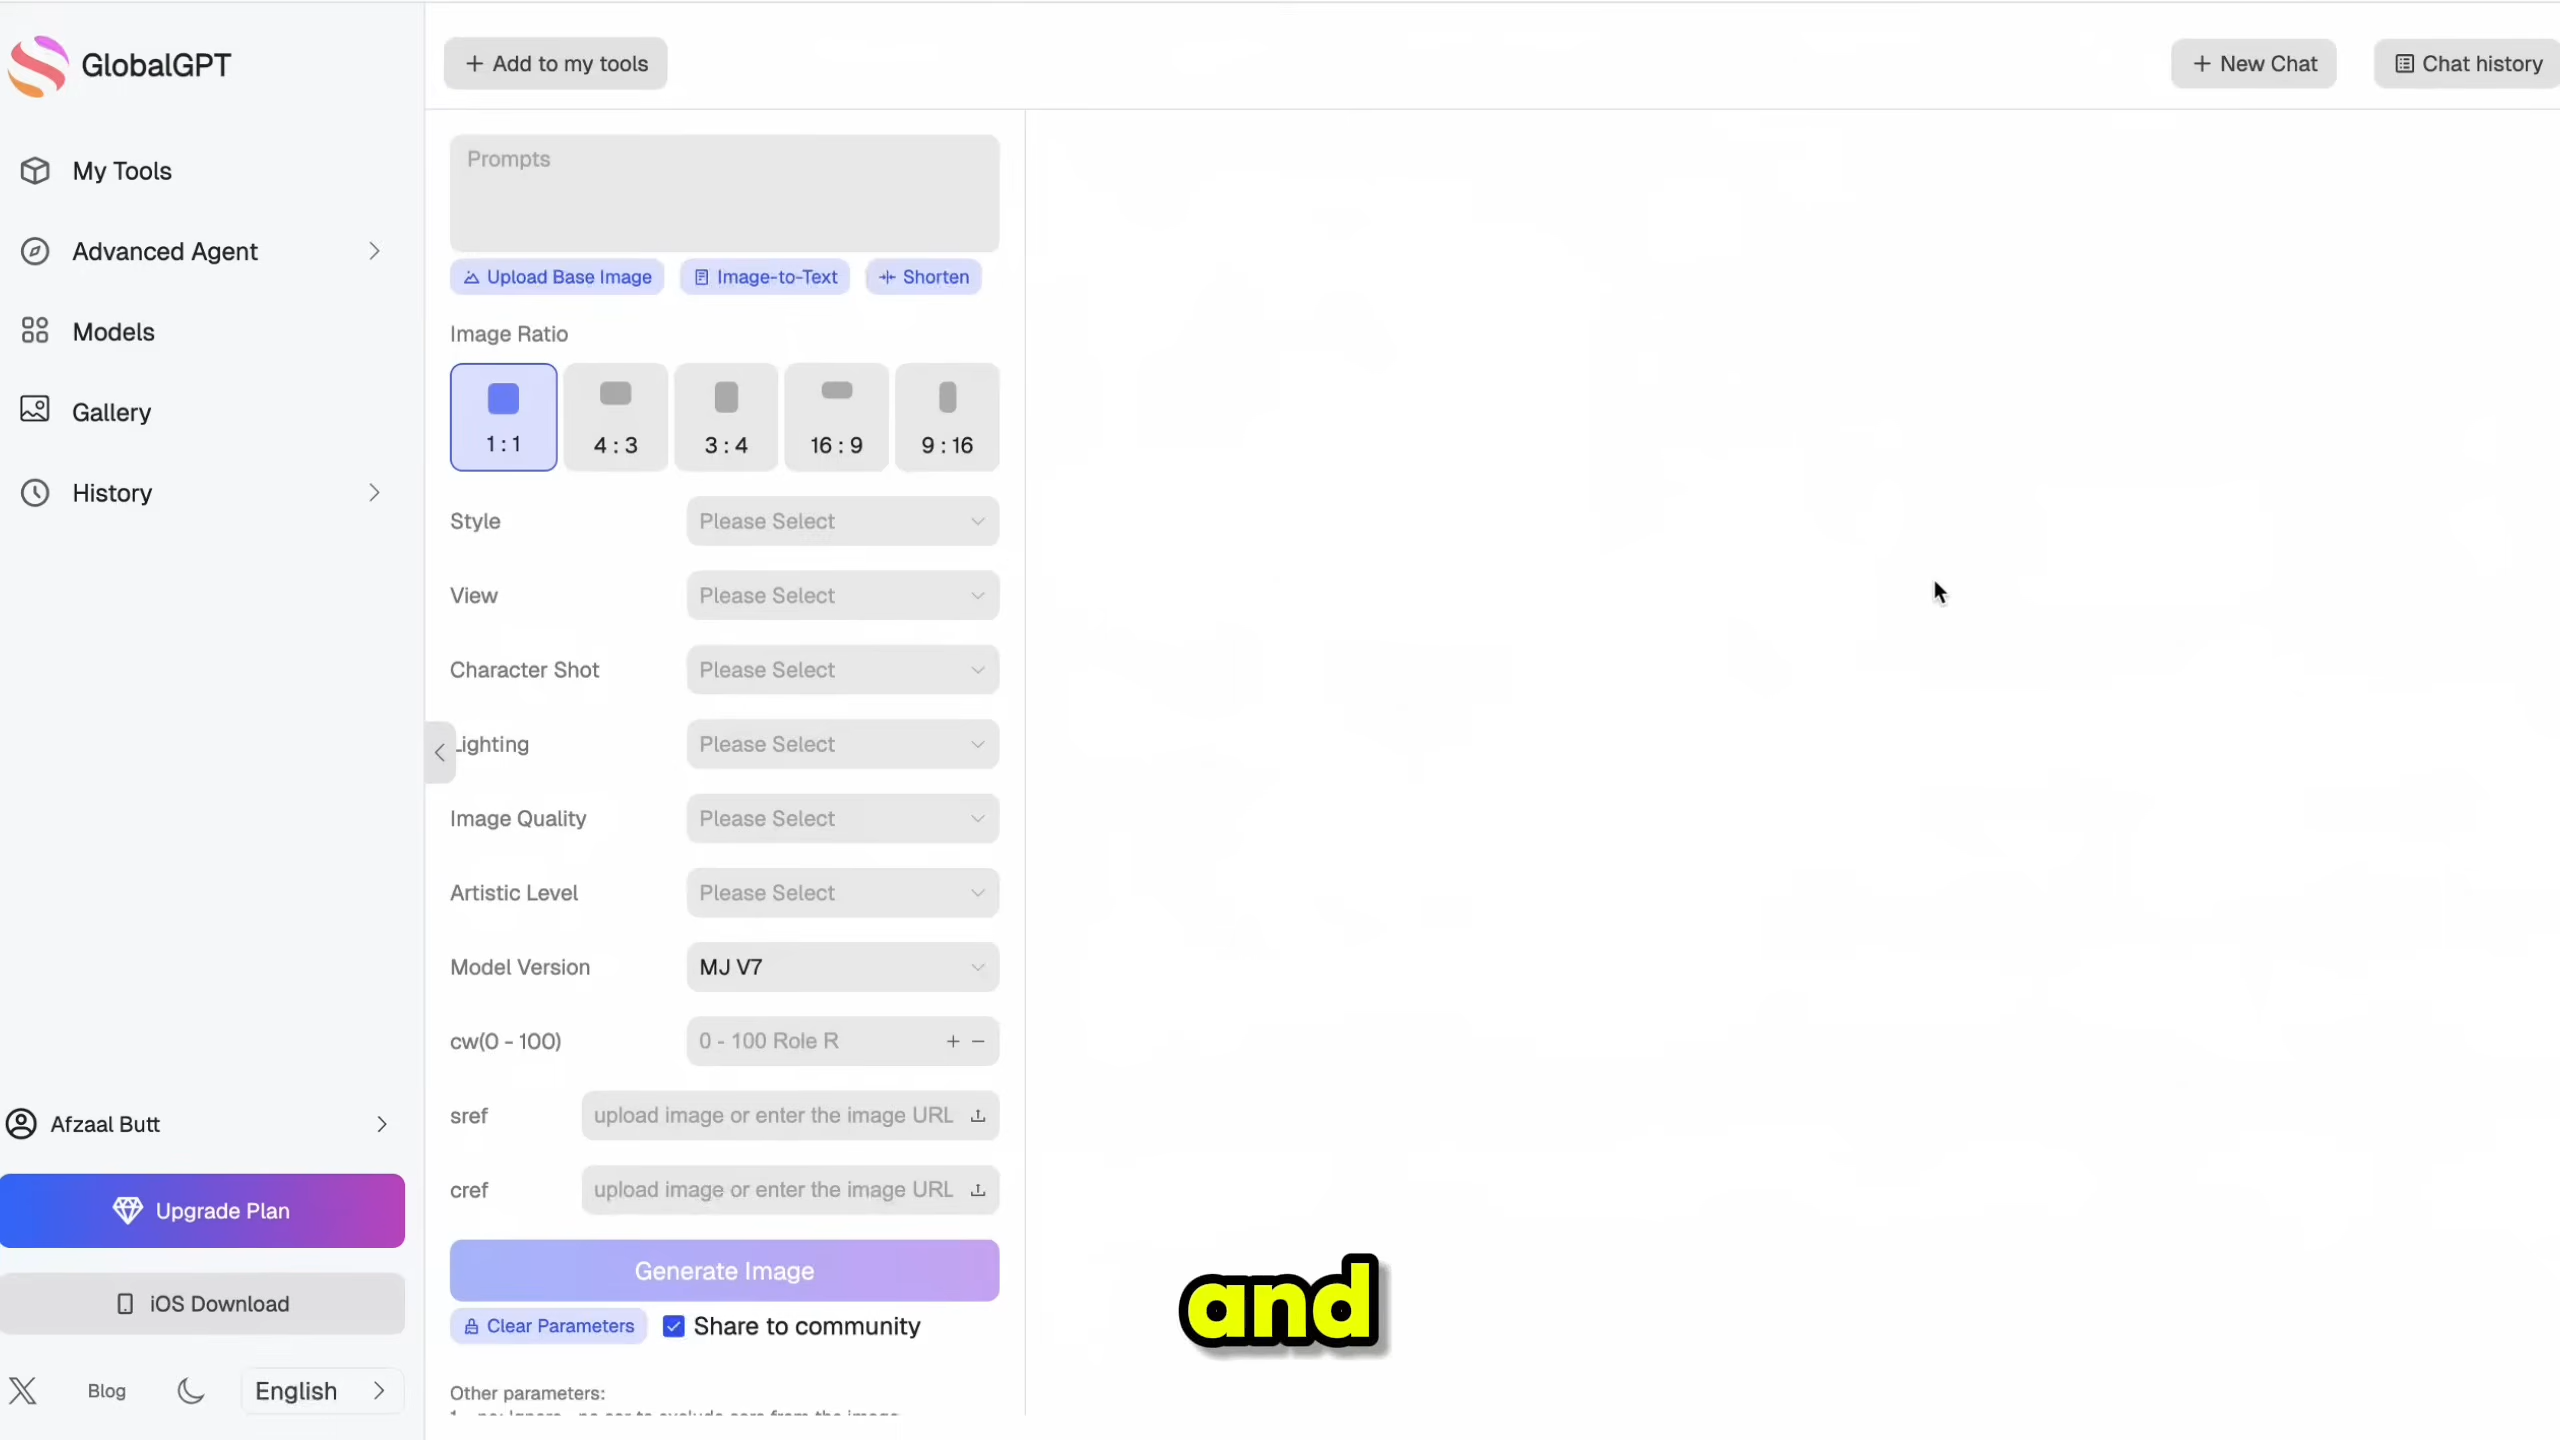 GlobalGPT
Add to my tools
New Chat
Chat history
My Tools
Advanced Agent
Models
Gallery
History
Prompts
Upload Base Image
Image-to-Text
Shorten
Image Ratio
1 : 1
4 : 3
3 : 4
16 : 9
9 : 16
Style Please Select
View Please Select
Character Shot Please Select
Lighting Please Select
Image Quality Please Select
Artistic Level Please Select
Model Version MJ V7
cw(0 - 100) 0 - 100 Role R
sref upload image or enter the image URL
cref upload image or enter the image URL
Generate Image
Clear Parameters
Share to community
Other parameters:
Afzaal Butt
Upgrade Plan
iOS Download
Blog
English
and